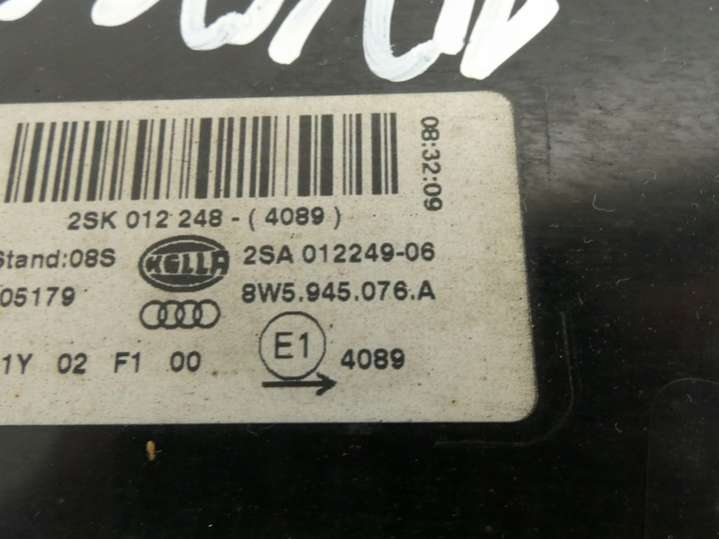 08:32:09
2SK 012 248 - ( 4089 )
Stand:08S HELLA 2SA 012249-06
05179 8W5.945.076.A
1Y 02 F1 00 E1 4089